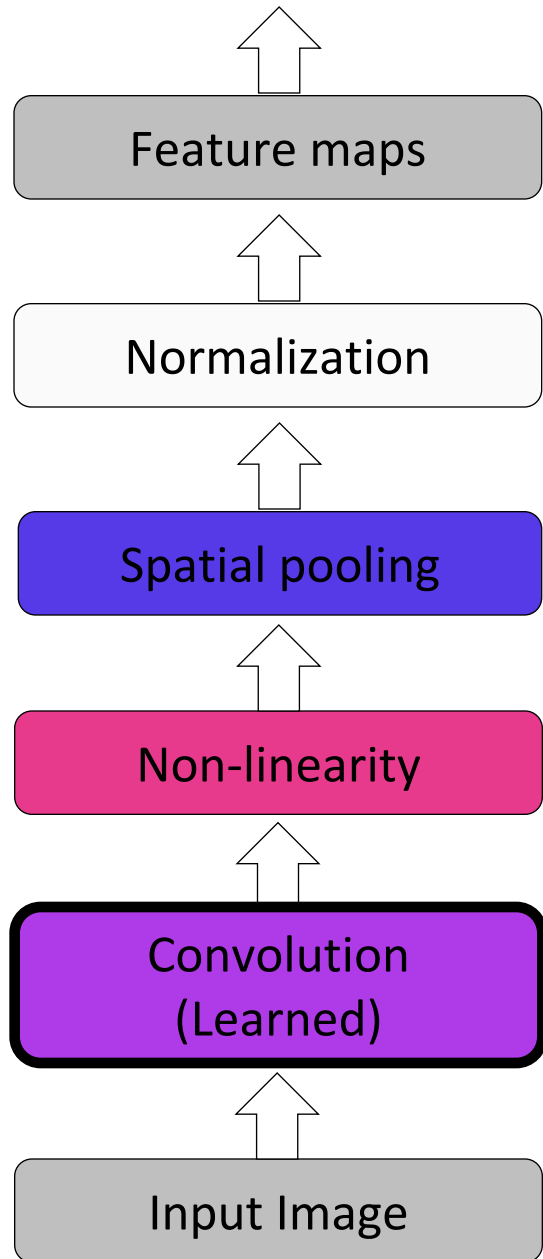 Feature maps
Normalization
Spatial pooling
Non-linearity
Convolution
(Learned)
Input Image